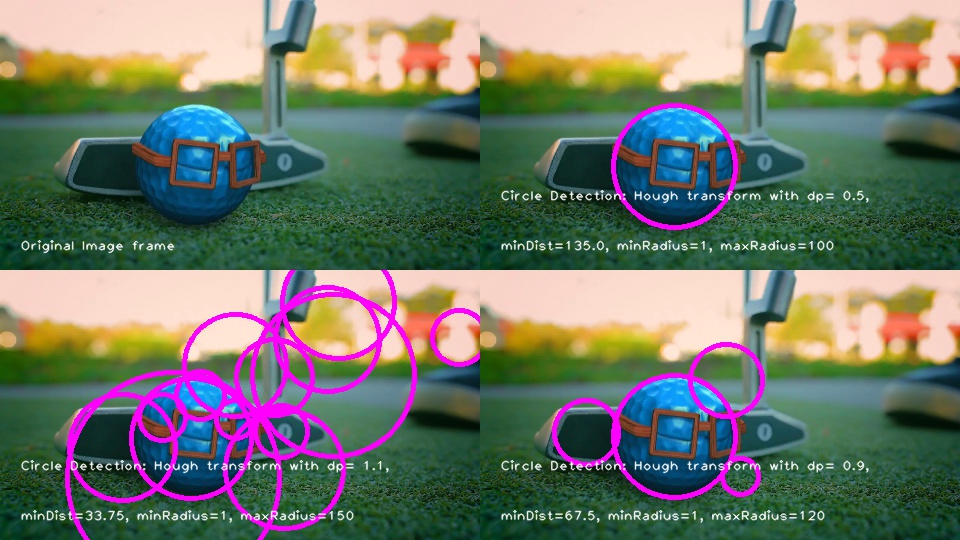 Original Image frame
Circle Detection: Hough transform with dp= 0.5,
minDist=135.0, minRadius=1, maxRadius=100
Circle Detection: Hough transform with dp= 1.1,
minDist=33.75, minRadius=1, maxRadius=150
Circle Detection: Hough transform with dp= 0.9,
minDist=67.5, minRadius=1, maxRadius=120